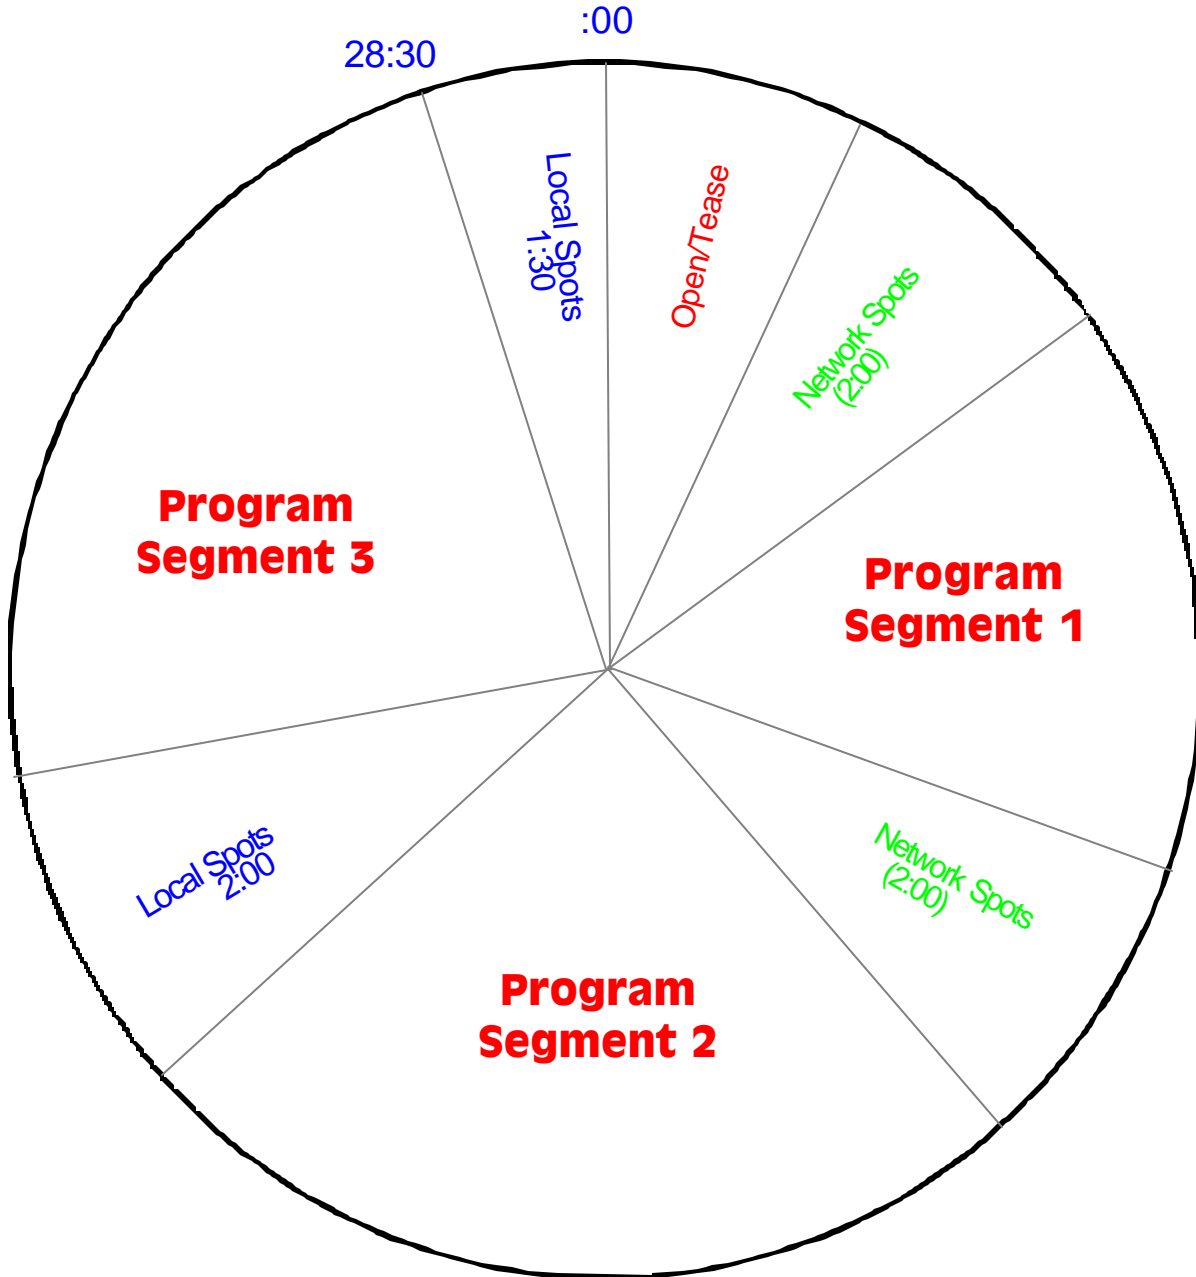 :00
28:30
Local Spots
1:30
Open/Tease
Network Spots
(2:00)
Program
Segment 3
Program
Segment 1
Local Spots
2:00
Network Spots
(2:00)
Program
Segment 2